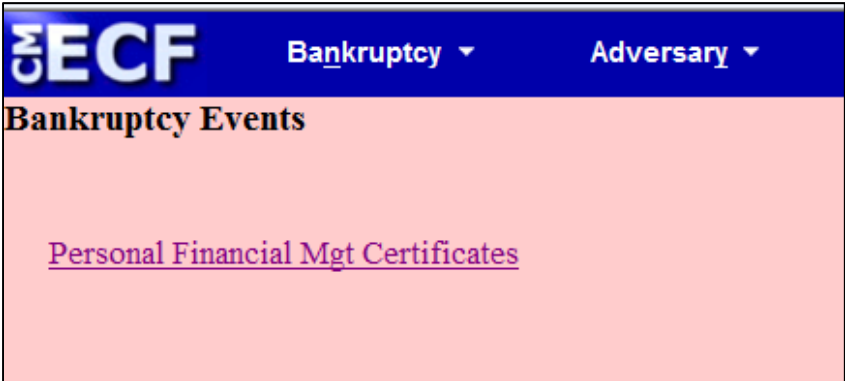 CM ECF Bankruptcy Adversary
Bankruptcy Events
Personal Financial Mgt Certificates